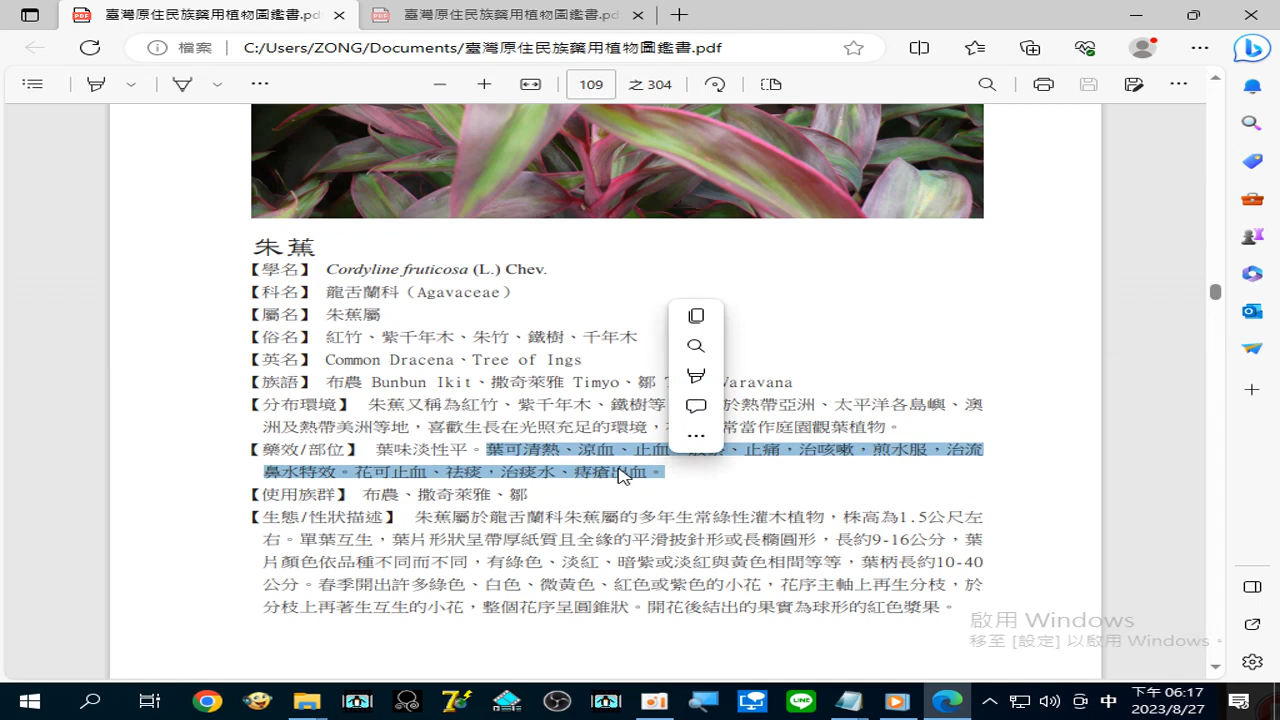 臺灣原住民族藥用植物圖鑑書.pd
臺灣原住民族藥用植物圖鑑書.pd
檔案
C:/Users/ZONG/Documents/臺灣原住民族藥用植物圖鑑書.pdf
109 之 304
朱蕉
【學名】 Cordyline fruticosa (L.) Chev.
【科名】 龍舌蘭科（Agavaceae）
【屬名】 朱蕉屬
【俗名】 紅竹、紫千年木、朱竹、鐵樹、千年木
【英名】 Common Dracena、Tree of Ings
【族語】 布農 Bunbun Ikit、撒奇萊雅 Timyo、鄒 T Varavana
【分布環境】 朱蕉又稱為紅竹、紫千年木、鐵樹等 於熱帶亞洲、太平洋各島嶼、澳
洲及熱帶美洲等地，喜歡生長在光照充足的環境， 常當作庭園觀葉植物。
【藥效/部位】 葉味淡性平。葉可清熱、涼血、止血 、止痛，治咳嗽，煎水服，治流
鼻水特效。花可止血、祛痰，治痰水、痔瘡出血。
【使用族群】 布農、撒奇萊雅、鄒
【生態/性狀描述】 朱蕉屬於龍舌蘭科朱蕉屬的多年生常綠性灌木植物，株高為1.5公尺左
右。單葉互生，葉片形狀呈帶厚紙質且全緣的平滑披針形或長橢圓形，長約9-16公分，葉
片顏色依品種不同而不同，有綠色、淡紅、暗紫或淡紅與黃色相間等等，葉柄長約10-40
公分。春季開出許多綠色、白色、微黃色、紅色或紫色的小花，花序主軸上再生分枝，於
分枝上再著生互生的小花，整個花序呈圓錐狀。開花後結出的果實為球形的紅色漿果。
啟用 Windows
移至 [設定] 以啟用 Windows。
中
下午 06:17
2023/8/27